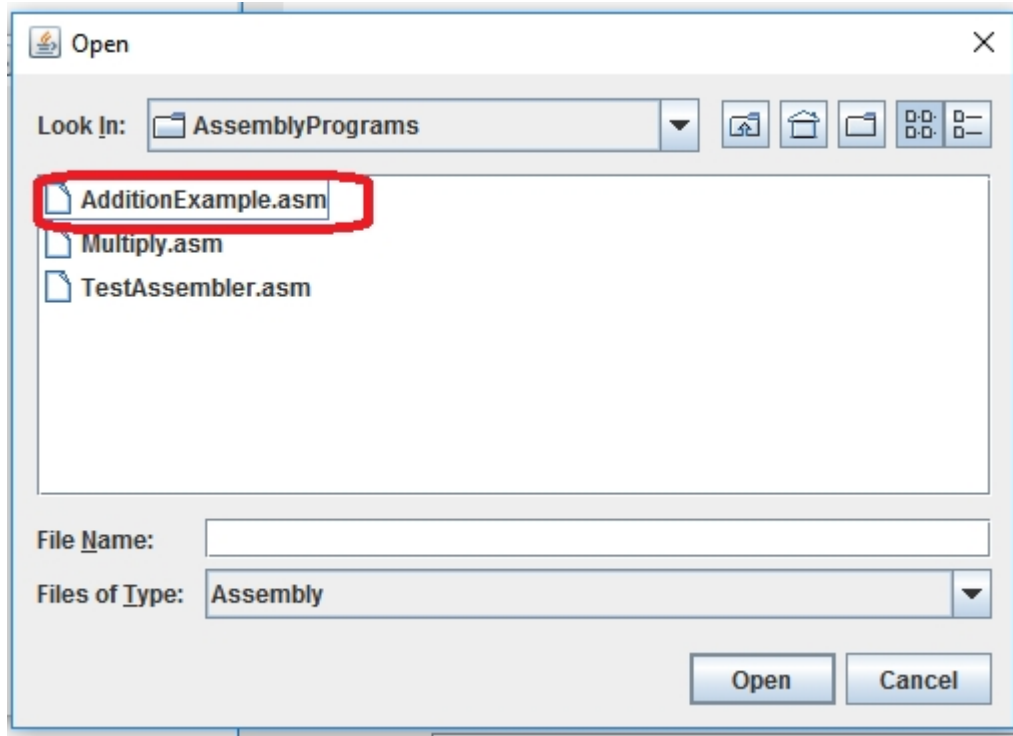 Open
Look In: AssemblyPrograms
AdditionExample.asm
Multiply.asm
TestAssembler.asm
File Name:
Files of Type: Assembly
Open Cancel